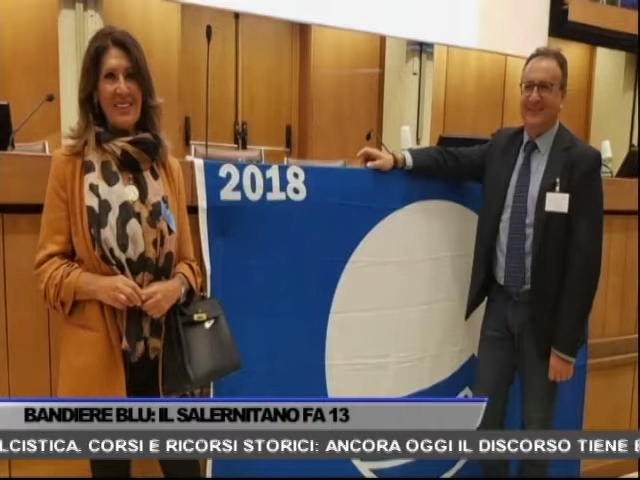 2018
BANDIERE BLU: IL SALERNITANO FA 13
LCISTICA. CORSI E RICORSI STORICI: ANCORA OGGI IL DISCORSO TIENE